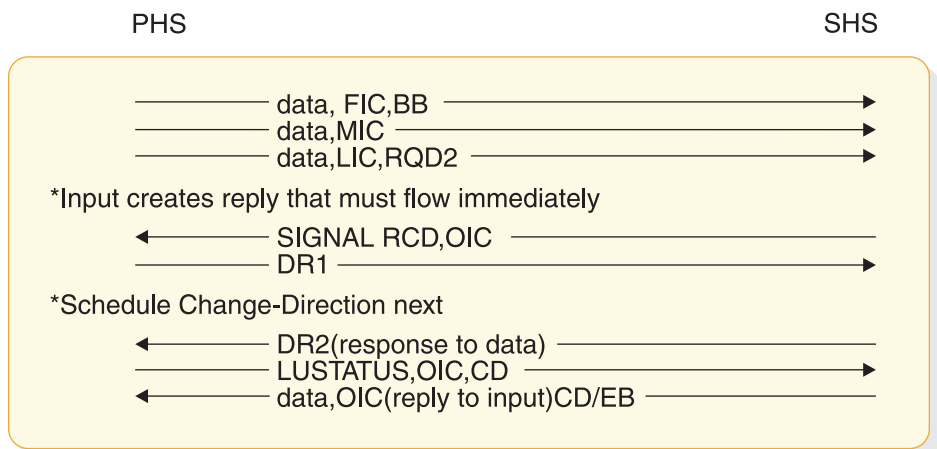 PHS SHS
data, FIC,BB
data,MIC
data,LIC,RQD2
*Input creates reply that must flow immediately
SIGNAL RCD,OIC
DR1
*Schedule Change-Direction next
DR2(response to data)
LUSTATUS,OIC,CD
data,OIC(reply to input)CD/EB